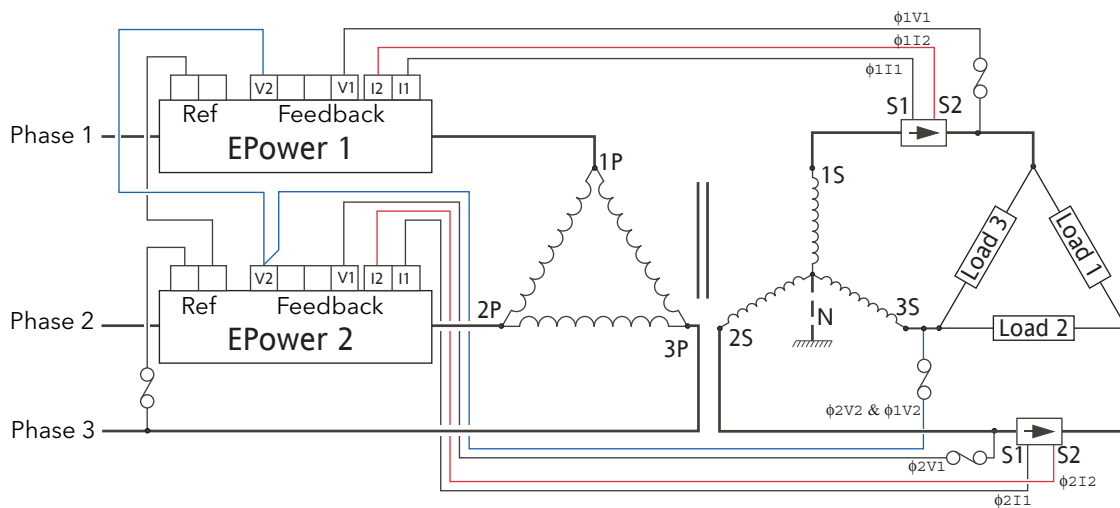 ϕ1V1
ϕ1I2
ϕ1I1
V2 V1 I2 I1
Ref Feedback
EPower 1
Phase 1
S1 S2
1P
1S
Load 3
Load 1
V2 V1 I2 I1
Ref Feedback
EPower 2
Phase 2
2P
3P
2S
N
3S
Load 2
ϕ2V2 & ϕ1V2
Phase 3
S1 S2
ϕ2V1
ϕ2I2
ϕ2I1